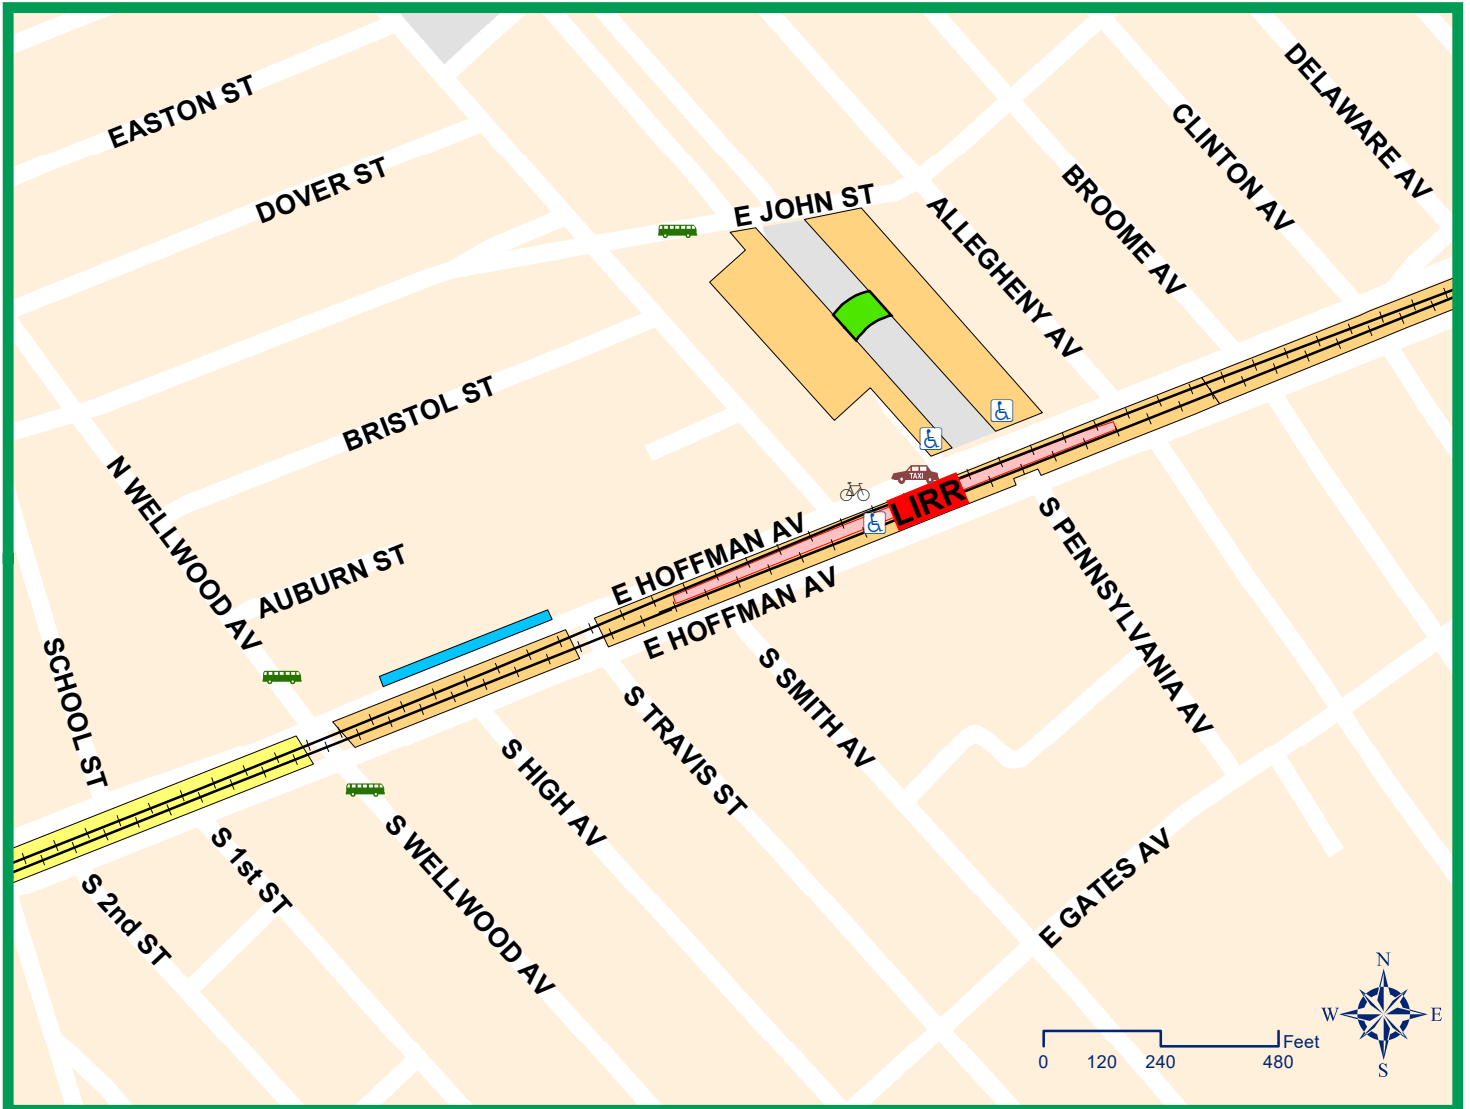 EASTON ST
DOVER ST
E JOHN ST
DELAWARE AV
CLINTON AV
BROOME AV
ALLEGHENY AV
BRISTOL ST
N WELLWOOD AV
AUBURN ST
TAXI
LIRR
E HOFFMAN AV
E HOFFMAN AV
S PENNSYLVANIA AV
SCHOOL ST
S SMITH AV
S TRAVIS ST
S HIGH AV
S WELLWOOD AV
S 1st ST
S 2nd ST
E GATES AV
N
W E
S
Feet
0 120 240 480